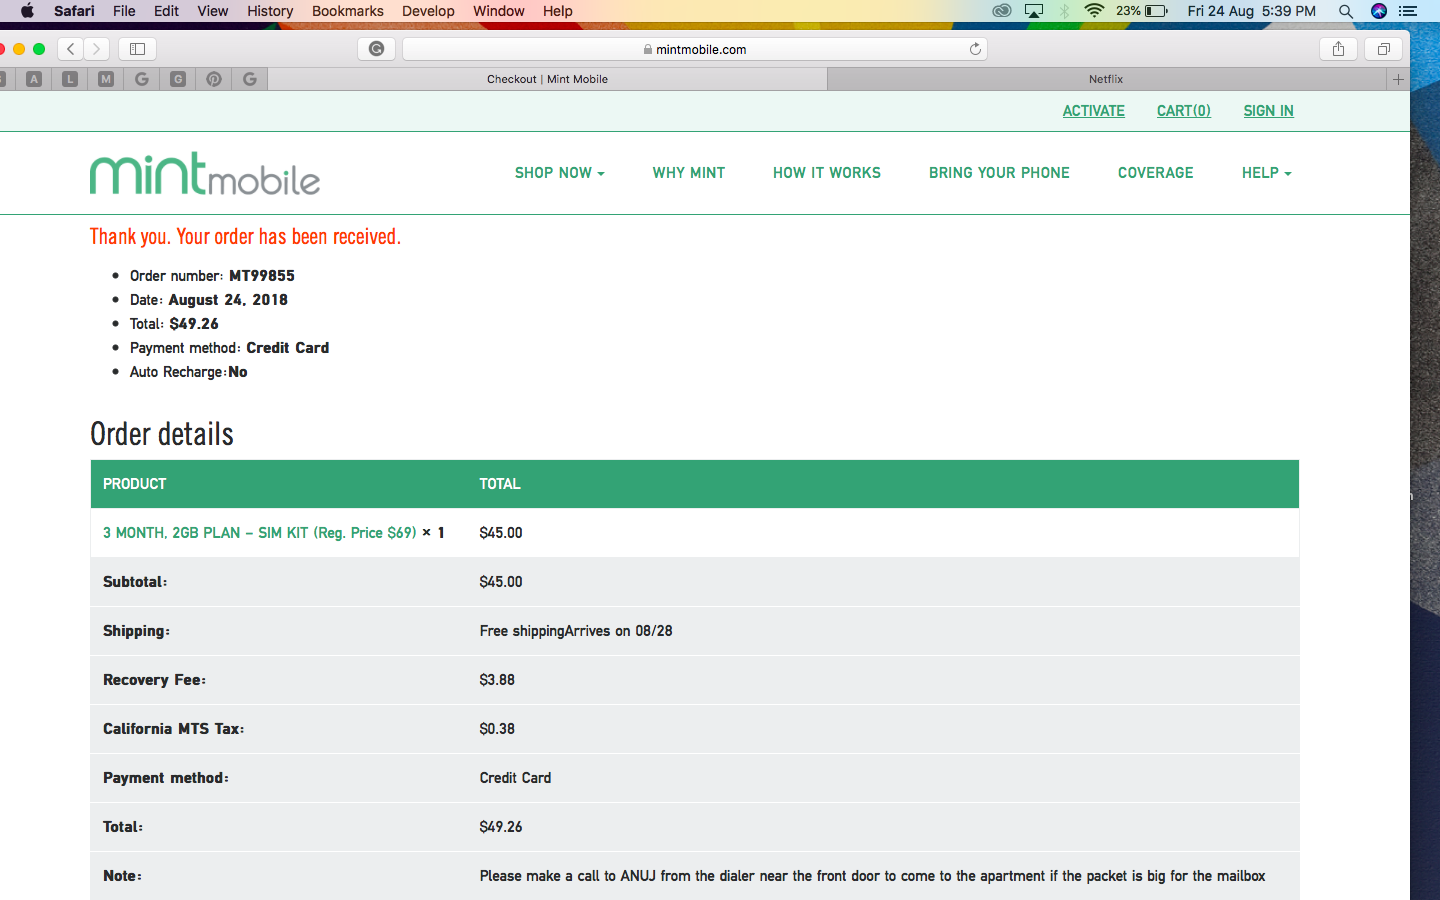 Safari File Edit View History Bookmarks Develop Window Help 23% Fri 24 Aug 5:39 PM
mintmobile.com
A L M G G G Checkout | Mint Mobile Netflix
ACTIVATE CART(0) SIGN IN
mintmobile SHOP NOW WHY MINT HOW IT WORKS BRING YOUR PHONE COVERAGE HELP
Thank you. Your order has been received.
• Order number: MT99855
• Date: August 24, 2018
• Total: $49.26
• Payment method: Credit Card
• Auto Recharge:No
Order details
PRODUCT TOTAL
3 MONTH, 2GB PLAN – SIM KIT (Reg. Price $69) × 1 $45.00
Subtotal: $45.00
Shipping: Free shippingArrives on 08/28
Recovery Fee: $3.88
California MTS Tax: $0.38
Payment method: Credit Card
Total: $49.26
Note: Please make a call to ANUJ from the dialer near the front door to come to the apartment if the packet is big for the mailbox